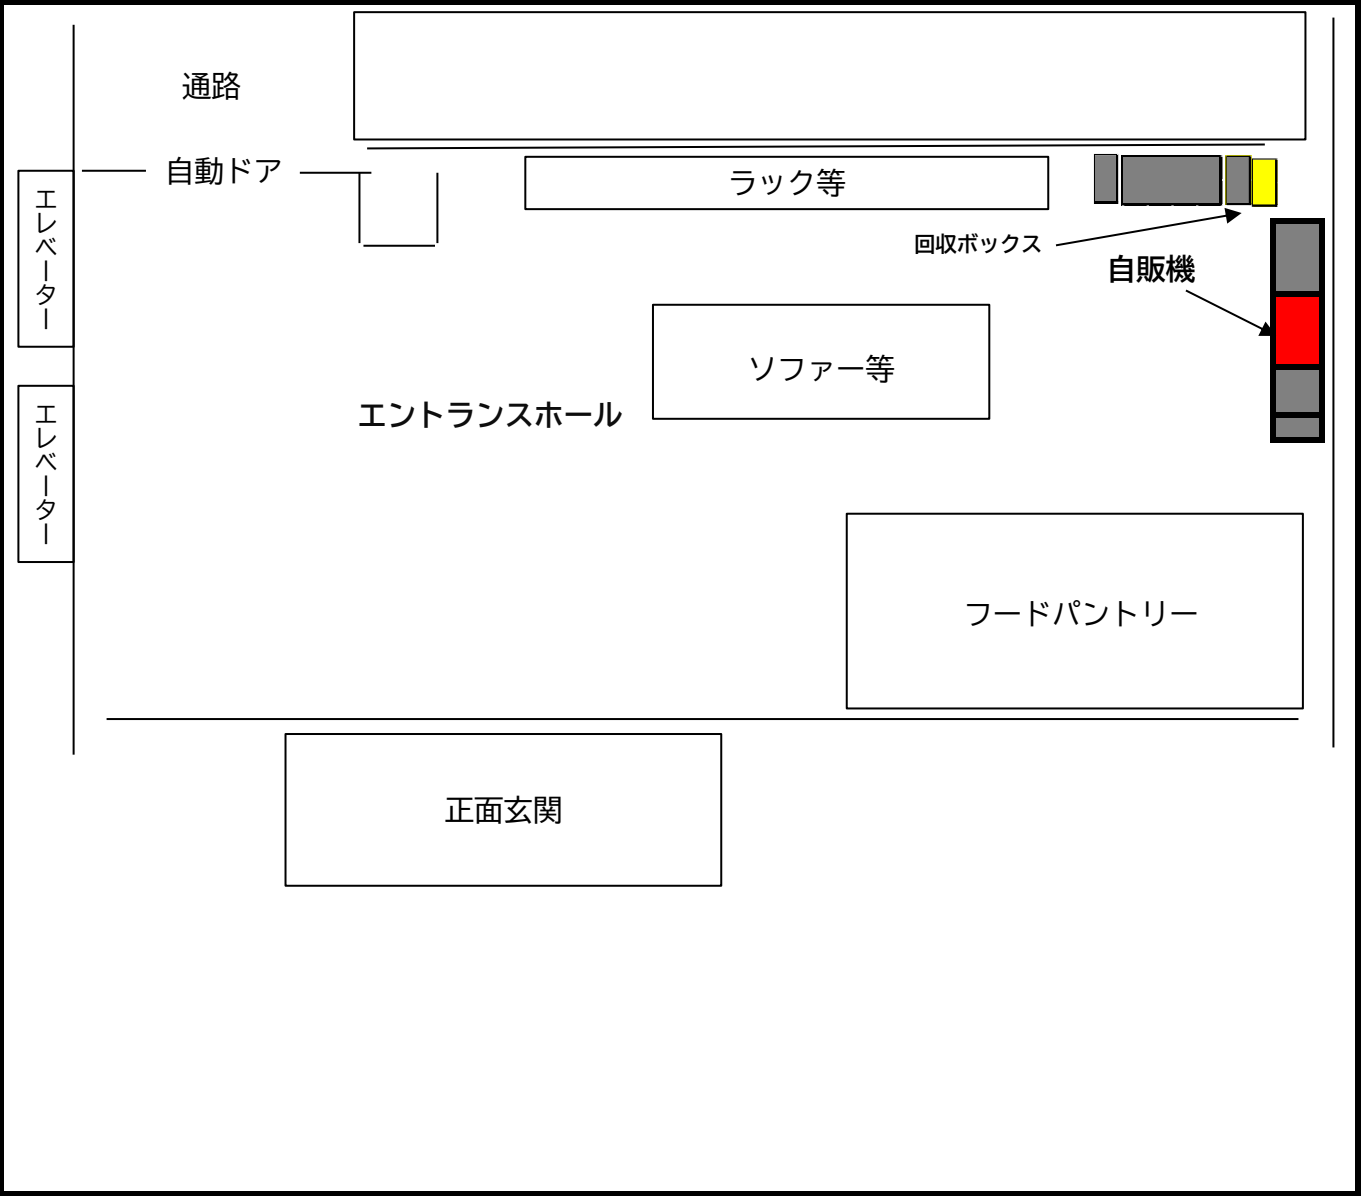 通路
自動ドア
ラック等
エレベーター
回収ボックス
自販機
ソファー等
エントランスホール
エレベーター
フードパントリー
正面玄関